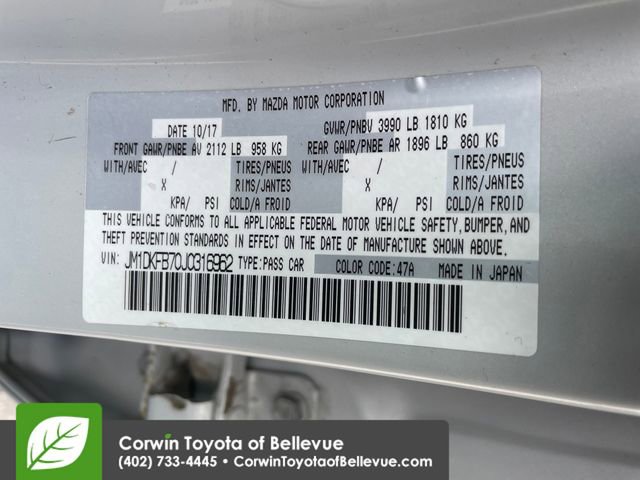 MFD. BY MAZDA MOTOR CORPORATION
DATE 10/17 GVWR/PNBV 3990 LB 1810 KG
FRONT GAWR/PNBE AV 2112 LB 958 KG REAR GAWR/PNBE AR 1896 LB 860 KG
WITH/AVEC / TIRES/PNEUS WITH/AVEC / TIRES/PNEUS
X RIMS/JANTES X RIMS/JANTES
KPA/ PSI COLD/A FROID KPA/ PSI COLD/A FROID
THIS VEHICLE CONFORMS TO ALL APPLICABLE FEDERAL MOTOR VEHICLE SAFETY, BUMPER, AND
THEFT PREVENTION STANDARDS IN EFFECT ON THE DATE OF MANUFACTURE SHOWN ABOVE.
VIN: JM1DKFB70J0316962 TYPE:PASS CAR COLOR CODE:47A MADE IN JAPAN
Corwin Toyota of Bellevue
(402) 733-4445 • CorwinToyotaofBellevue.com